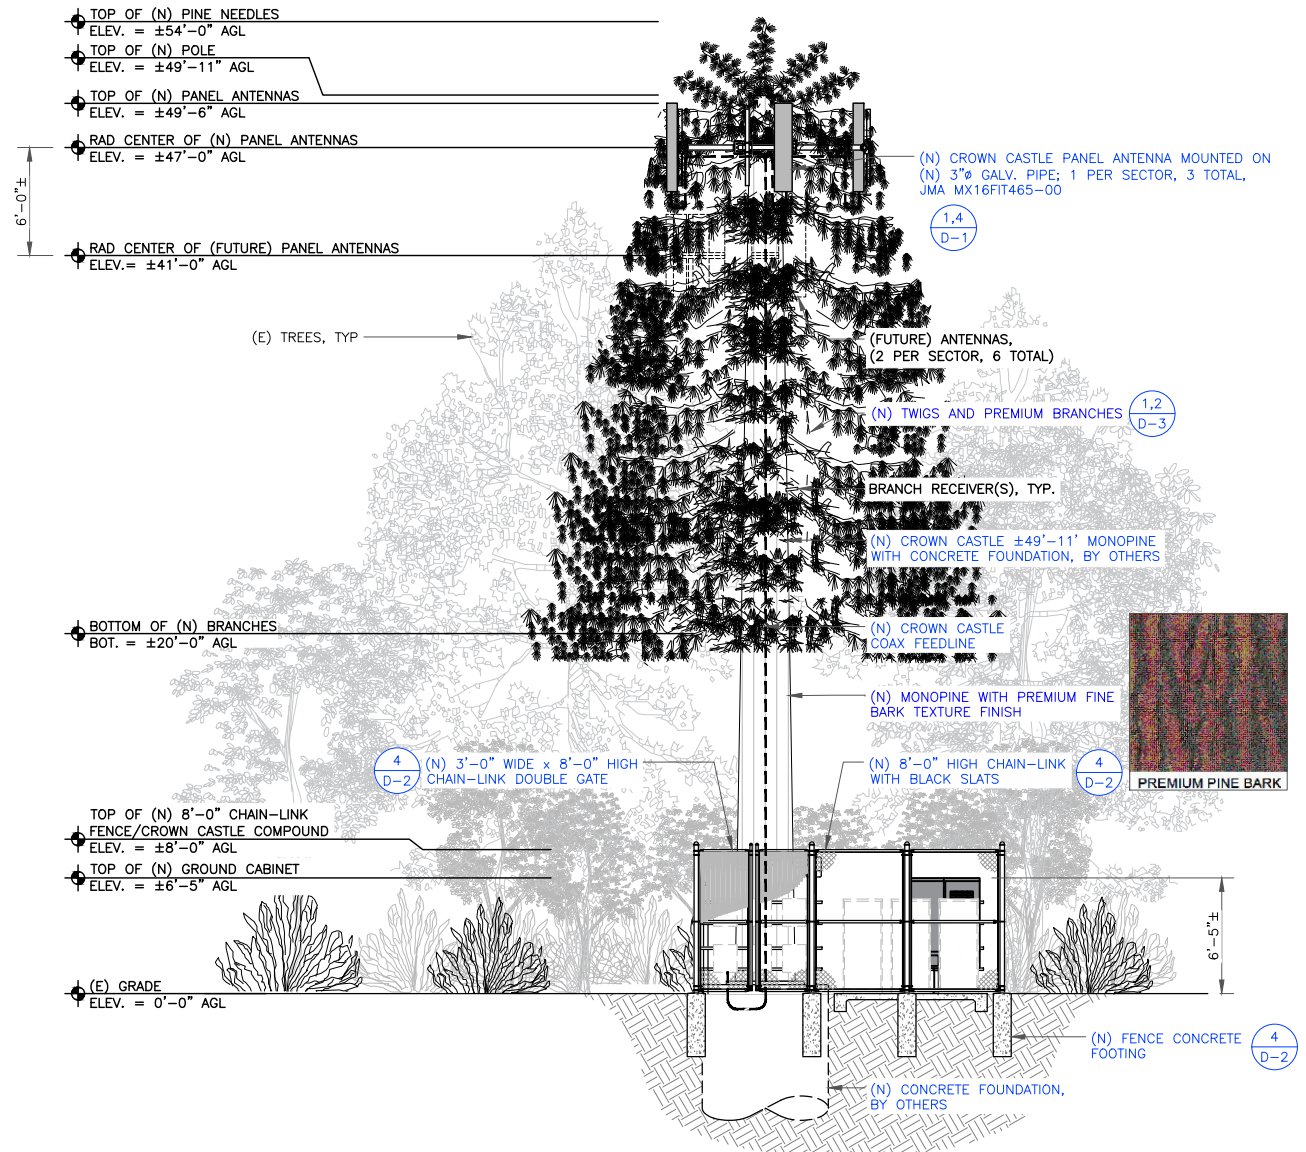 TOP OF (N) PINE NEEDLES
ELEV. = ±54'-0" AGL
TOP OF (N) POLE
ELEV. = ±49'-11" AGL
TOP OF (N) PANEL ANTENNAS
ELEV. = ±49'-6" AGL
RAD CENTER OF (N) PANEL ANTENNAS
ELEV. = ±47'-0" AGL
6'-0"±
RAD CENTER OF (FUTURE) PANEL ANTENNAS
ELEV.= ±41'-0" AGL
(N) CROWN CASTLE PANEL ANTENNA MOUNTED ON
(N) 3"ø GALV. PIPE; 1 PER SECTOR, 3 TOTAL,
JMA MX16FIT465-00
1,4
D-1
(E) TREES, TYP
(FUTURE) ANTENNAS,
(2 PER SECTOR, 6 TOTAL)
(N) TWIGS AND PREMIUM BRANCHES
1,2
D-3
BRANCH RECEIVER(S), TYP.
(N) CROWN CASTLE ±49'-11' MONOPINE
WITH CONCRETE FOUNDATION, BY OTHERS
BOTTOM OF (N) BRANCHES
BOT. = ±20'-0" AGL
(N) CROWN CASTLE
COAX FEEDLINE
(N) MONOPINE WITH PREMIUM FINE
BARK TEXTURE FINISH
PREMIUM PINE BARK
4
D-2
(N) 3'-0" WIDE x 8'-0" HIGH
CHAIN-LINK DOUBLE GATE
(N) 8'-0" HIGH CHAIN-LINK
WITH BLACK SLATS
4
D-2
TOP OF (N) 8'-0" CHAIN-LINK
FENCE/CROWN CASTLE COMPOUND
ELEV. = ±8'-0" AGL
TOP OF (N) GROUND CABINET
ELEV. = ±6'-5" AGL
6'-5"±
(E) GRADE
ELEV. = 0'-0" AGL
(N) FENCE CONCRETE
FOOTING
4
D-2
(N) CONCRETE FOUNDATION,
BY OTHERS